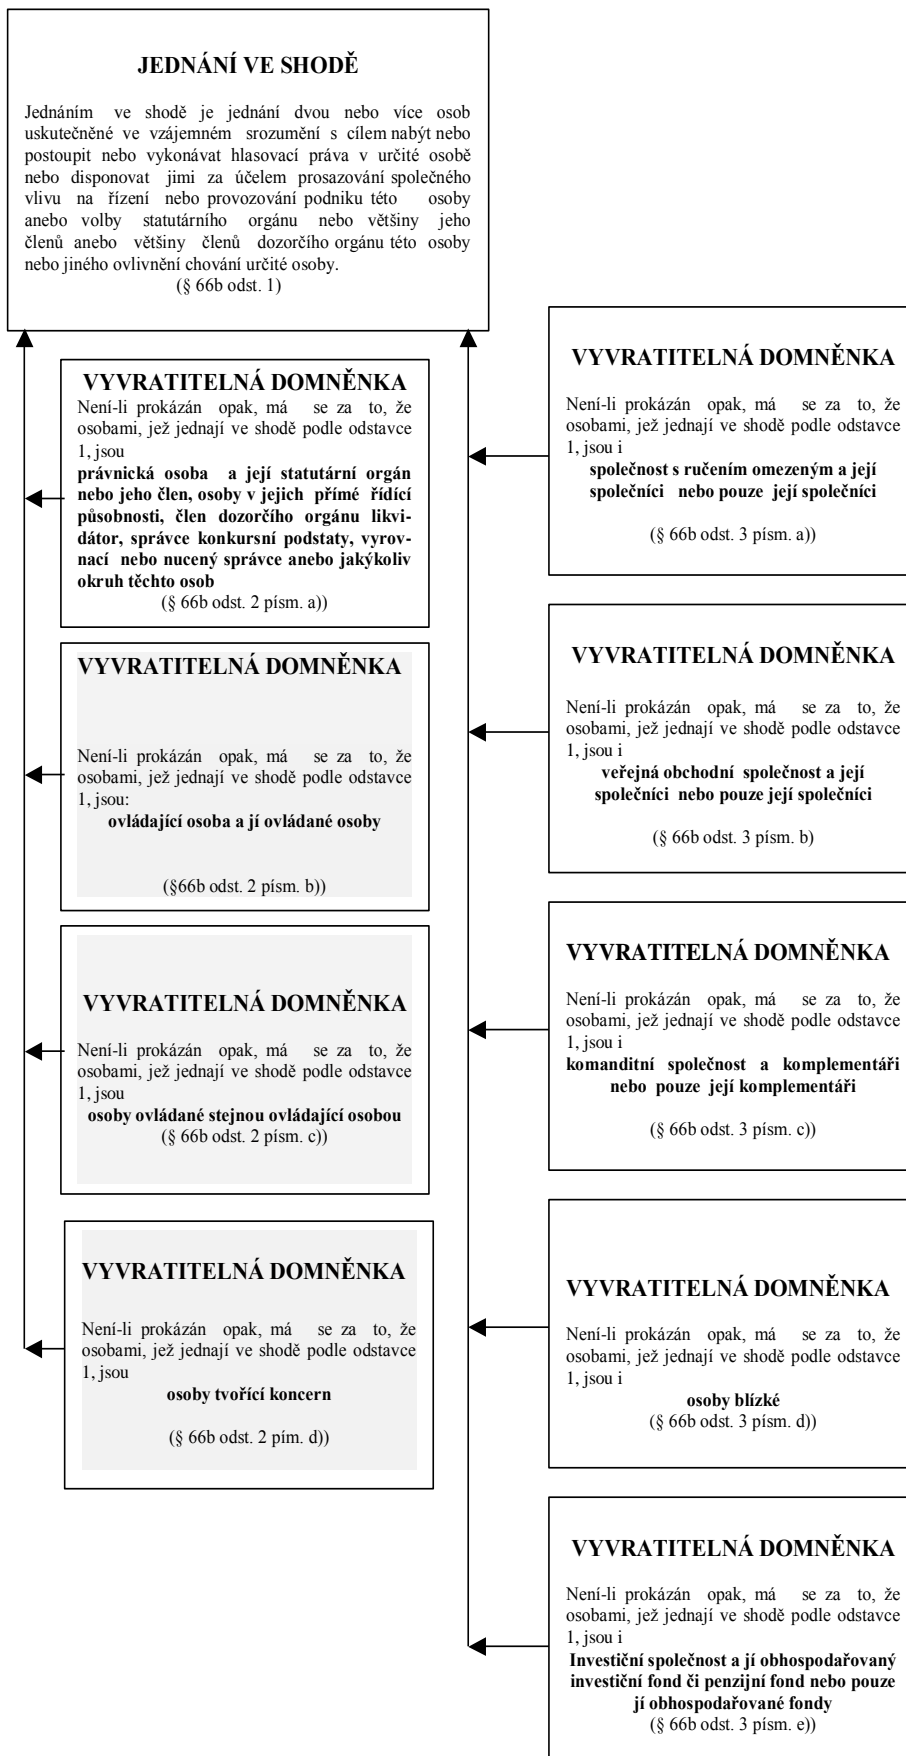 JEDNÁNÍ VE SHODĚ
Jednáním ve shodě je jednání dvou nebo více osob
uskutečněné ve vzájemném srozumění s cílem nabýt nebo
postoupit nebo vykonávat hlasovací práva v určité osobě
nebo disponovat jimi za účelem prosazování společného
vlivu na řízení nebo provozování podniku této osoby
anebo volby statutárního orgánu nebo většiny jeho
členů anebo většiny členů dozorčího orgánu této osoby
nebo jiného ovlivnění chování určité osoby.
(§ 66b odst. 1)
VYVRATITELNÁ DOMNĚNKA
Není-li prokázán opak, má se za to, že
osobami, jež jednají ve shodě podle odstavce
1, jsou
právnická osoba a její statutární orgán
nebo jeho člen, osoby v jejich přímé řídící
působnosti, člen dozorčího orgánu likvi-
dátor, správce konkursní podstaty, vyrov-
nací nebo nucený správce anebo jakýkoliv
okruh těchto osob
(§ 66b odst. 2 písm. a))
VYVRATITELNÁ DOMNĚNKA
Není-li prokázán opak, má se za to, že
osobami, jež jednají ve shodě podle odstavce
1, jsou:
ovládající osoba a jí ovládané osoby
(§66b odst. 2 písm. b))
VYVRATITELNÁ DOMNĚNKA
Není-li prokázán opak, má se za to, že
osobami, jež jednají ve shodě podle odstavce
1, jsou
osoby ovládané stejnou ovládající osobou
(§ 66b odst. 2 písm. c))
VYVRATITELNÁ DOMNĚNKA
Není-li prokázán opak, má se za to, že
osobami, jež jednají ve shodě podle odstavce
1, jsou
osoby tvořící koncern
(§ 66b odst. 2 pím. d))
VYVRATITELNÁ DOMNĚNKA
Není-li prokázán opak, má se za to, že
osobami, jež jednají ve shodě podle odstavce
1, jsou i
společnost s ručením omezeným a její
společníci nebo pouze její společníci
(§ 66b odst. 3 písm. a))
VYVRATITELNÁ DOMNĚNKA
Není-li prokázán opak, má se za to, že
osobami, jež jednají ve shodě podle odstavce
1, jsou i
veřejná obchodní společnost a její
společníci nebo pouze její společníci
(§ 66b odst. 3 písm. b)
VYVRATITELNÁ DOMNĚNKA
Není-li prokázán opak, má se za to, že
osobami, jež jednají ve shodě podle odstavce
1, jsou i
komanditní společnost a komplementáři
nebo pouze její komplementáři
(§ 66b odst. 3 písm. c))
VYVRATITELNÁ DOMNĚNKA
Není-li prokázán opak, má se za to, že
osobami, jež jednají ve shodě podle odstavce
1, jsou i
osoby blízké
(§ 66b odst. 3 písm. d))
VYVRATITELNÁ DOMNĚNKA
Není-li prokázán opak, má se za to, že
osobami, jež jednají ve shodě podle odstavce
1, jsou i
Investiční společnost a jí obhospodařovaný
investiční fond či penzijní fond nebo pouze
jí obhospodařované fondy
(§ 66b odst. 3 písm. e))